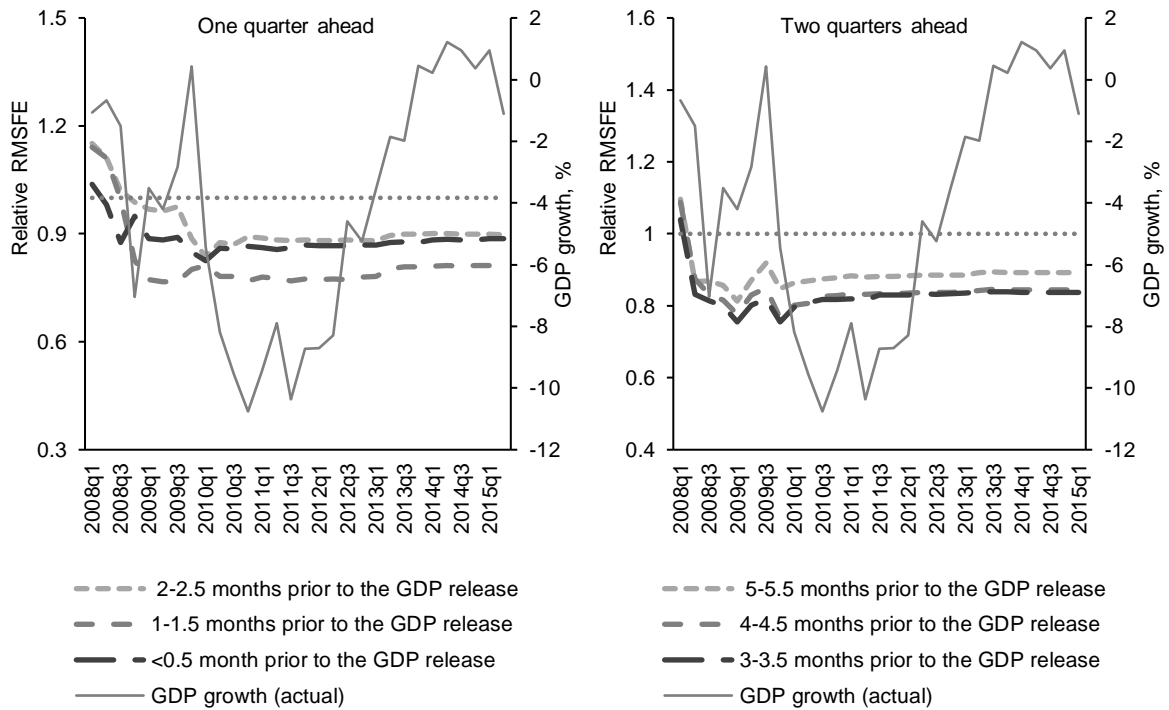 One quarter ahead
Relative RMSFE
1.5
1.2
0.9
0.6
0.3
2
0
-2
-4
-6
-8
-10
-12
GDP growth, %
2008q1
2008q3
2009q1
2009q3
2010q1
2010q3
2011q1
2011q3
2012q1
2012q3
2013q1
2013q3
2014q1
2014q3
2015q1
2-2.5 months prior to the GDP release
1-1.5 months prior to the GDP release
<0.5 month prior to the GDP release
GDP growth (actual)
Two quarters ahead
Relative RMSFE
1.6
1.4
1.2
1
0.8
0.6
0.4
2
0
-2
-4
-6
-8
-10
-12
GDP growth, %
2008q1
2008q3
2009q1
2009q3
2010q1
2010q3
2011q1
2011q3
2012q1
2012q3
2013q1
2013q3
2014q1
2014q3
2015q1
5-5.5 months prior to the GDP release
4-4.5 months prior to the GDP release
3-3.5 months prior to the GDP release
GDP growth (actual)